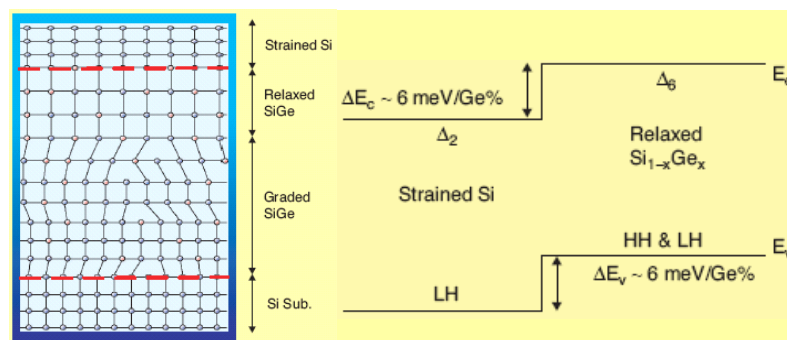 Strained Si
Relaxed
SiGe
Graded
SiGe
Si Sub.
ΔEc ~ 6 meV/Ge%
Δ2
Strained Si
LH
Δ6
Relaxed
Si1–xGex
HH & LH
ΔEv ~ 6 meV/Ge%